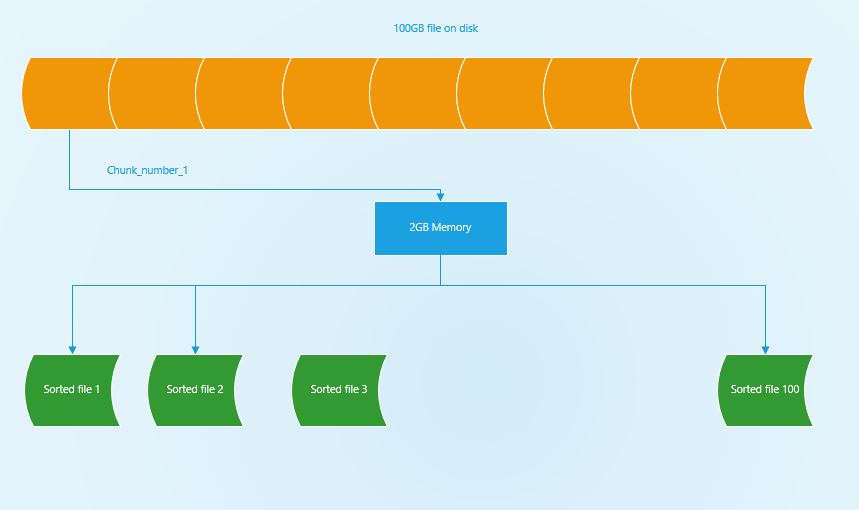 100GB file on disk
Chunk_number_1
2GB Memory
Sorted file 1
Sorted file 2
Sorted file 3
Sorted file 100